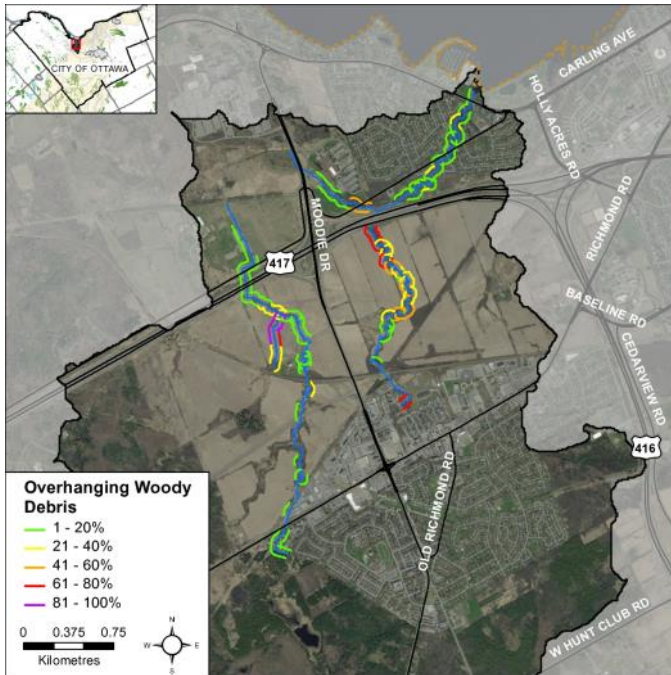 CITY OF OTTAWA
CARLING AVE
HOLLY ACRES RD
RICHMOND RD
MOODIE DR
417
BASELINE RD
CEDARVIEW RD
416
OLD RICHMOND RD
W HUNT CLUB RD
Overhanging Woody
Debris
1 - 20%
21 - 40%
41 - 60%
61 - 80%
81 - 100%
0 0.375 0.75
Kilometres
N
W E
S